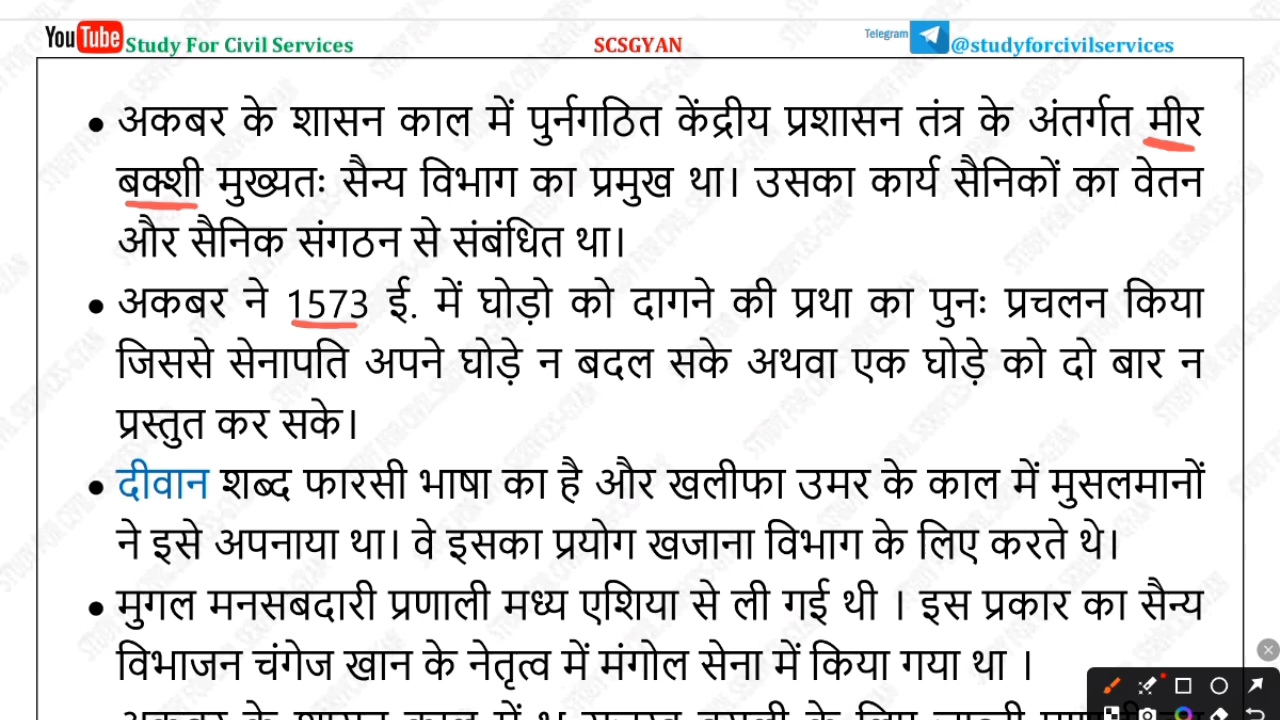 YouTube Study For Civil Services SCSGYAN Telegram @studyforcivilservices
• अकबर के शासन काल में पुर्नगठित केंद्रीय प्रशासन तंत्र के अंतर्गत मीर
बक्शी मुख्यतः सैन्य विभाग का प्रमुख था। उसका कार्य सैनिकों का वेतन
और सैनिक संगठन से संबंधित था।
• अकबर ने 1573 ई. में घोड़ो को दागने की प्रथा का पुनः प्रचलन किया
जिससे सेनापति अपने घोड़े न बदल सके अथवा एक घोड़े को दो बार न
प्रस्तुत कर सके।
• दीवान शब्द फारसी भाषा का है और खलीफा उमर के काल में मुसलमानों
ने इसे अपनाया था। वे इसका प्रयोग खजाना विभाग के लिए करते थे।
• मुगल मनसबदारी प्रणाली मध्य एशिया से ली गई थी । इस प्रकार का सैन्य
विभाजन चंगेज खान के नेतृत्व में मंगोल सेना में किया गया था ।